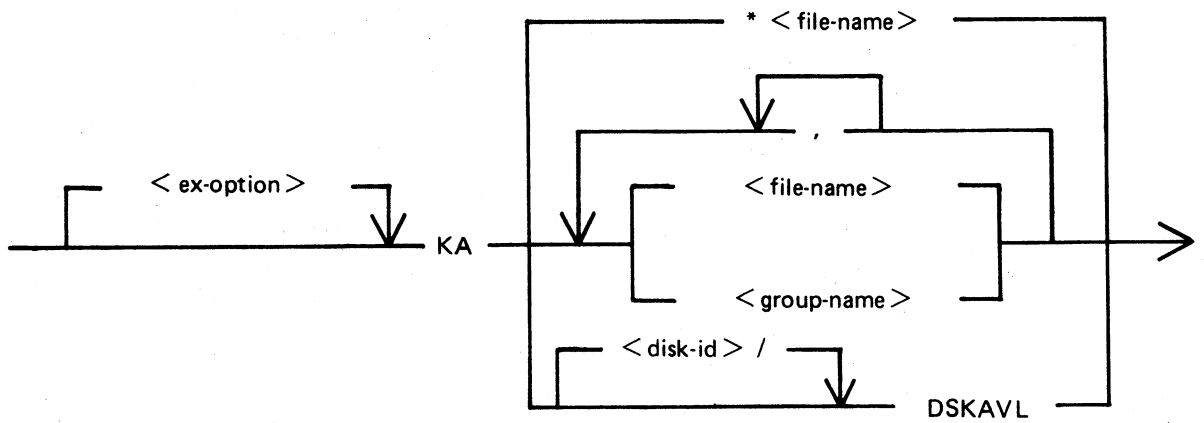 * <file-name>
,
<ex-option>
<file-name>
KA
<group-name>
<disk-id> /
DSKAVL